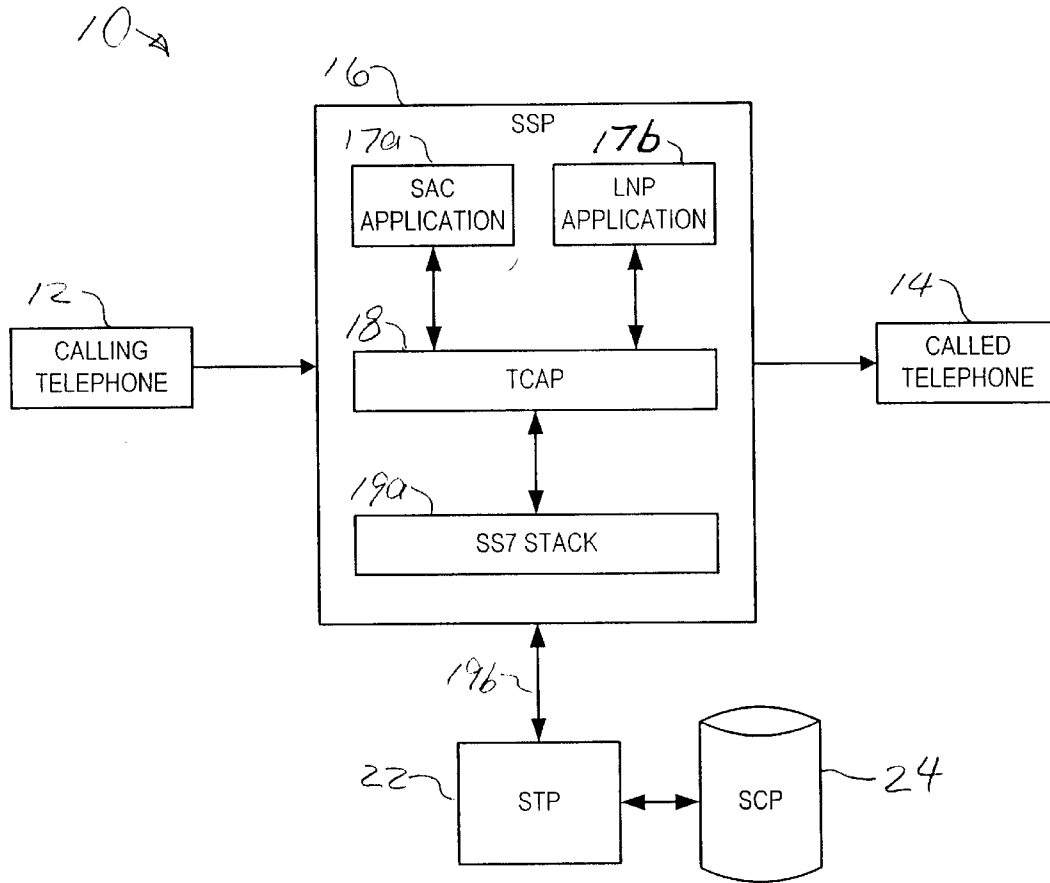 10
16
SSP
17a
17b
SAC
APPLICATION
LNP
APPLICATION
12
CALLING
TELEPHONE
18
TCAP
14
CALLED
TELEPHONE
19a
SS7 STACK
19b
22
STP
SCP
24